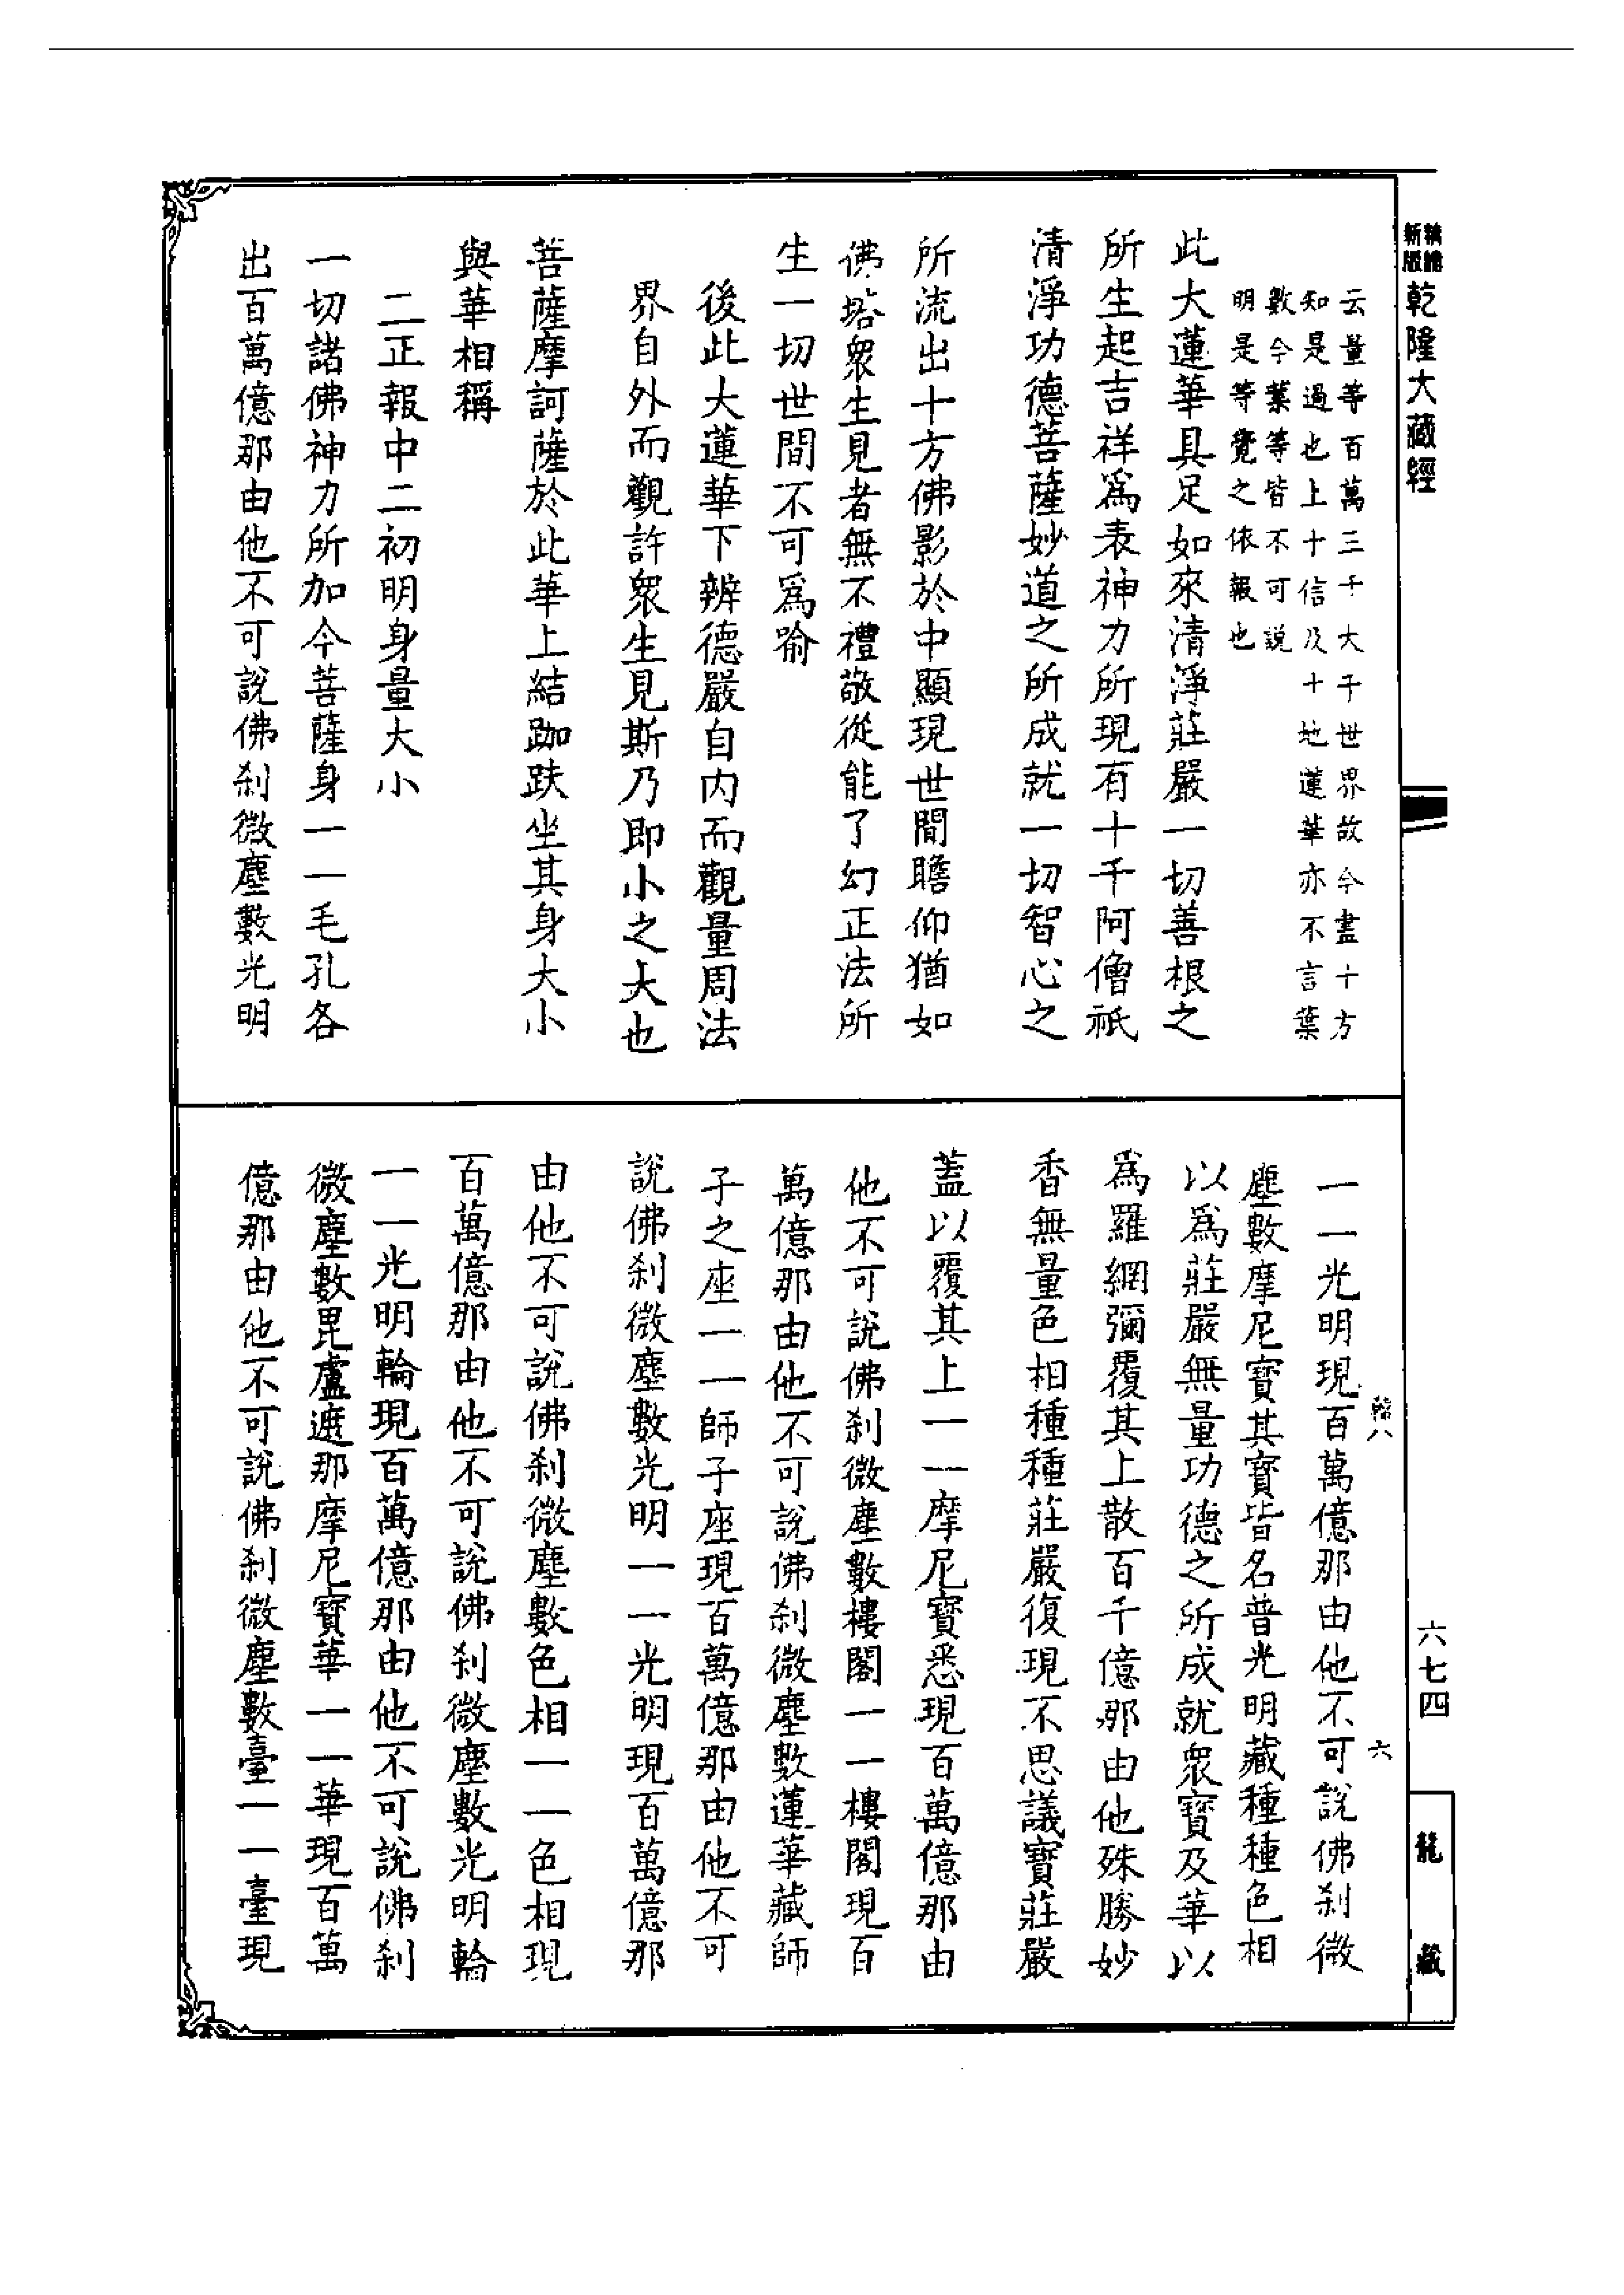 新版
精縮
乾隆大藏經
云量等百萬三千大千世界故今盡十方
知是過也上十信及十地蓮華亦不言葉
數今葉等皆不可說
明是等覺之依報也
此大蓮華具足如來清淨莊嚴一切善根之
所生起吉祥爲表神力所現有十千阿僧祇
清淨功德菩薩妙道之所成就一切智心之
所流出十方佛影於中顯現世間瞻仰猶如
佛塔衆生見者無不禮敬從能了幻正法所
生一切世間不可爲喻
後此大蓮華下辨德嚴自內而觀量周法
界自外而觀許衆生見斯乃即小之大也
菩薩摩訶薩於此華上結跏趺坐其身大小
與華相稱
二正報中二初明身量大小
一切諸佛神力所加今菩薩身一一毛孔各
出百萬億那由他不可說佛刹微塵數光明
一一光明現百萬億那由他不可說佛刹微
塵數摩尼寶其寶皆名普光明藏種種色相
以爲莊嚴無量功德之所成就衆寶及華以
爲羅網彌覆其上散百千億那由他殊勝妙
香無量色相種種莊嚴復現不思議寶莊嚴
蓋以覆其上一一摩尼寶悉現百萬億那由
他不可說佛刹微塵數樓閣一一樓閣現百
萬億那由他不可說佛刹微塵數蓮華藏師
子之座一一師子座現百萬億那由他不可
說佛刹微塵數光明一一光明現百萬億那
由他不可說佛刹微塵數色相一一色相現
百萬億那由他不可說佛刹微塵數光明輪
一一光明輪現百萬億那由他不可說佛刹
微塵數毘盧遮那摩尼寶華一一華現百萬
億那由他不可說佛刹微塵數臺一一臺現
八
六
六七四
龍藏